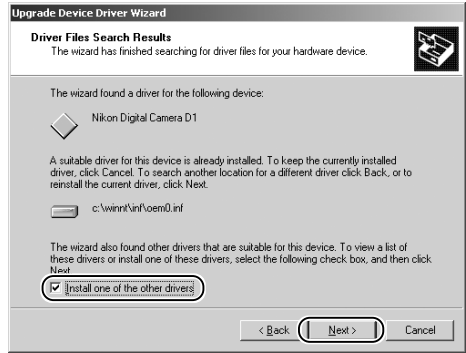 Upgrade Device Driver Wizard
Driver Files Search Results
The wizard has finished searching for driver files for your hardware device.
The wizard found a driver for the following device:
Nikon Digital Camera D1
A suitable driver for this device is already installed. To keep the currently installed
driver, click Cancel. To search another location for a different driver click Back, or to
reinstall the current driver, click Next.
c:\winnt\inf\oem0.inf
The wizard also found other drivers that are suitable for this device. To view a list of
these drivers or install one of these drivers, select the following check box, and then click
Next.
Install one of the other drivers
< Back Next > Cancel